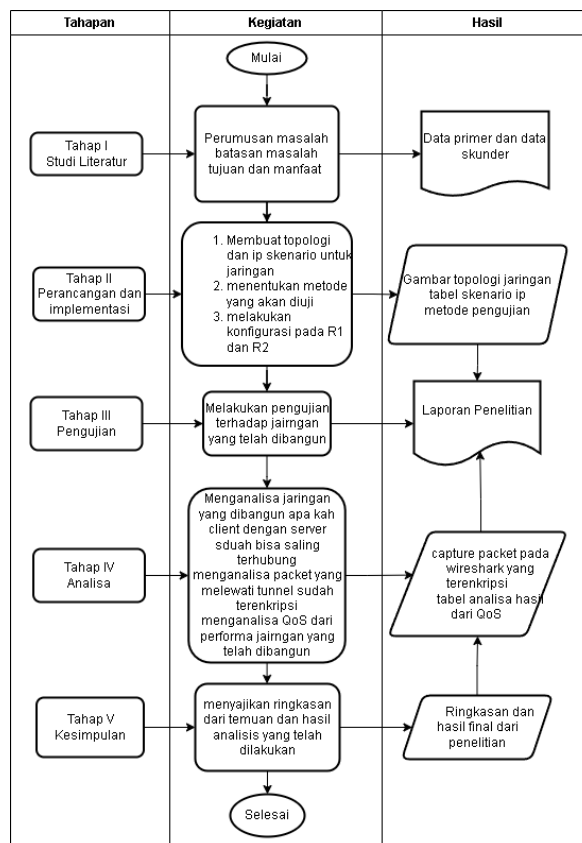 Tahapan
Kegiatan
Hasil
Mulai
Tahap I
Studi Literatur
Perumusan masalah
batasan masalah
tujuan dan manfaat
Data primer dan data
skunder
Tahap II
Perancangan dan
implementasi
1. Membuat topologi
dan ip skenario untuk
jaringan
2. menentukan metode
yang akan diuji
3. melakukan
konfigurasi pada R1
dan R2
Gambar topologi jaringan
tabel skenario ip
metode pengujian
Tahap III
Pengujian
Melakukan pengujian
terhadap jairngan
yang telah dibangun
Laporan Penelitian
Tahap IV
Analisa
Menganalisa jaringan
yang dibangun apa kah
client dengan server
sduah bisa saling
terhubung
menganalisa packet yang
melewati tunnel sudah
terenkripsi
menganalisa QoS dari
performa jairngan yang
telah dibangun
capture packet pada
wireshark yang
terenkripsi
tabel analisa hasil
dari QoS
Tahap V
Kesimpulan
menyajikan ringkasan
dari temuan dan hasil
analisis yang telah
dilakukan
Ringkasan dan
hasil final dari
penelitian
Selesai